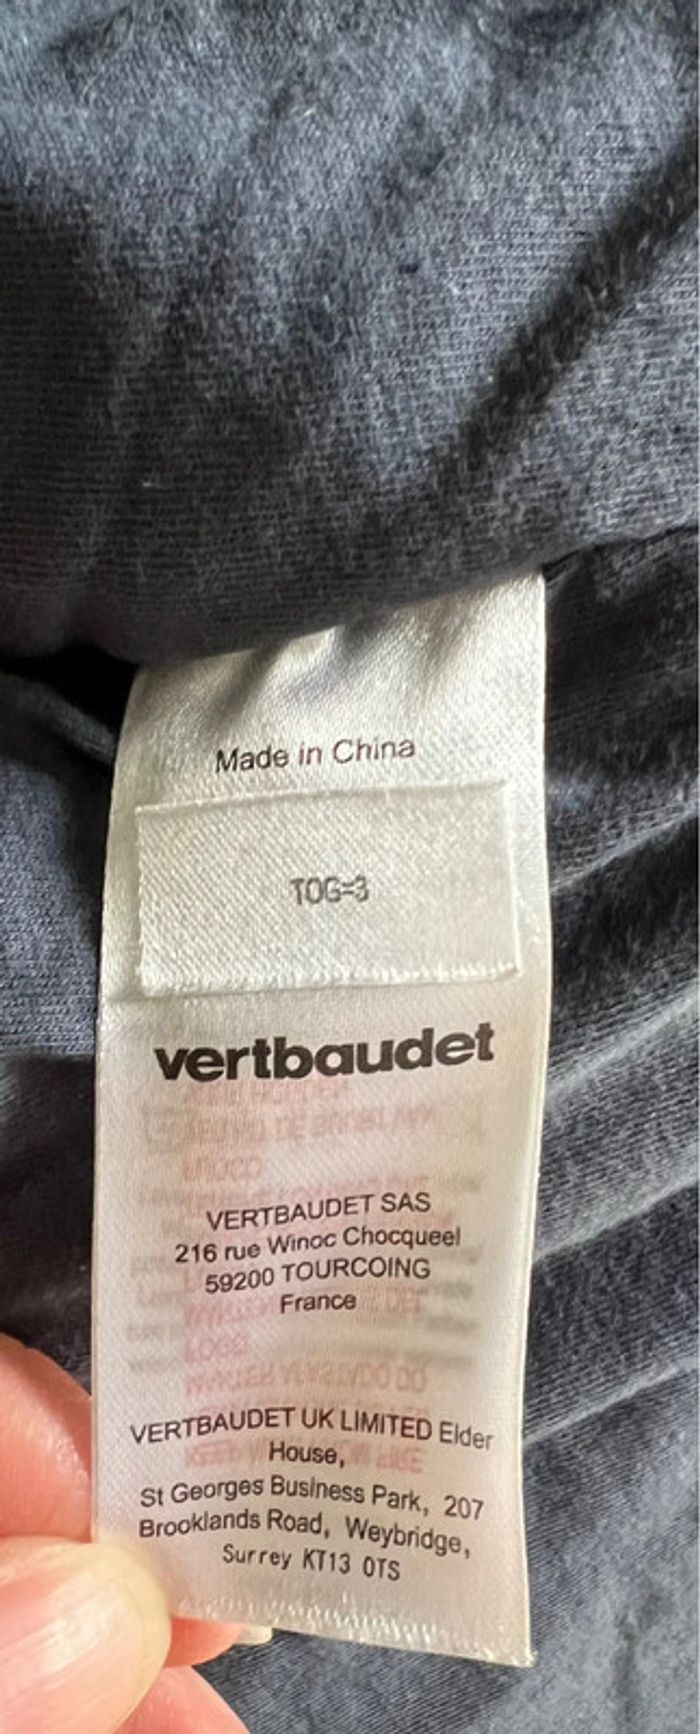 Made in China
TOG=3
vertbaudet
VERTBAUDET SAS
216 rue Winoc Chocqueel
59200 TOURCOING
France
VERTBAUDET UK LIMITED Elder
House,
St Georges Business Park, 207
Brooklands Road, Weybridge,
Surrey KT13 0TS